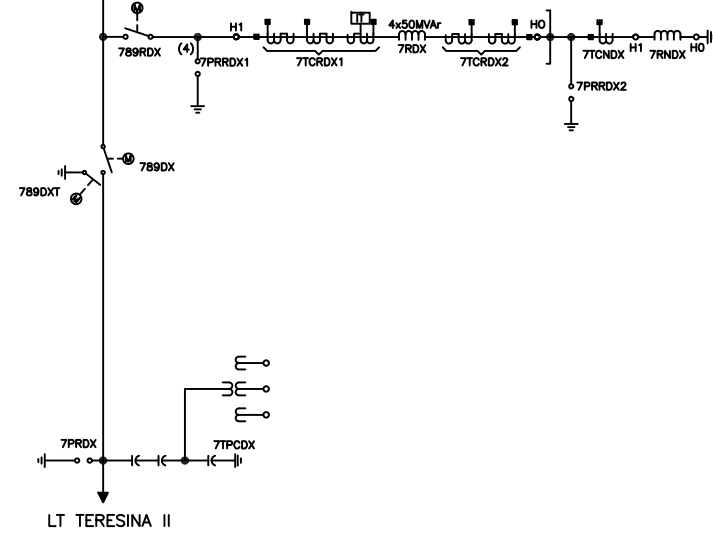 M
789RDX
(4)
7PRRDX1
H1
7TCRDX1
4x50MVAr
7RDX
7TCRDX2
H0
7PRRDX2
7TCNDX
H1
7RNDX
H0
M
789DX
789DXT
M
7PRDX
7TPCDX
LT TERESINA II